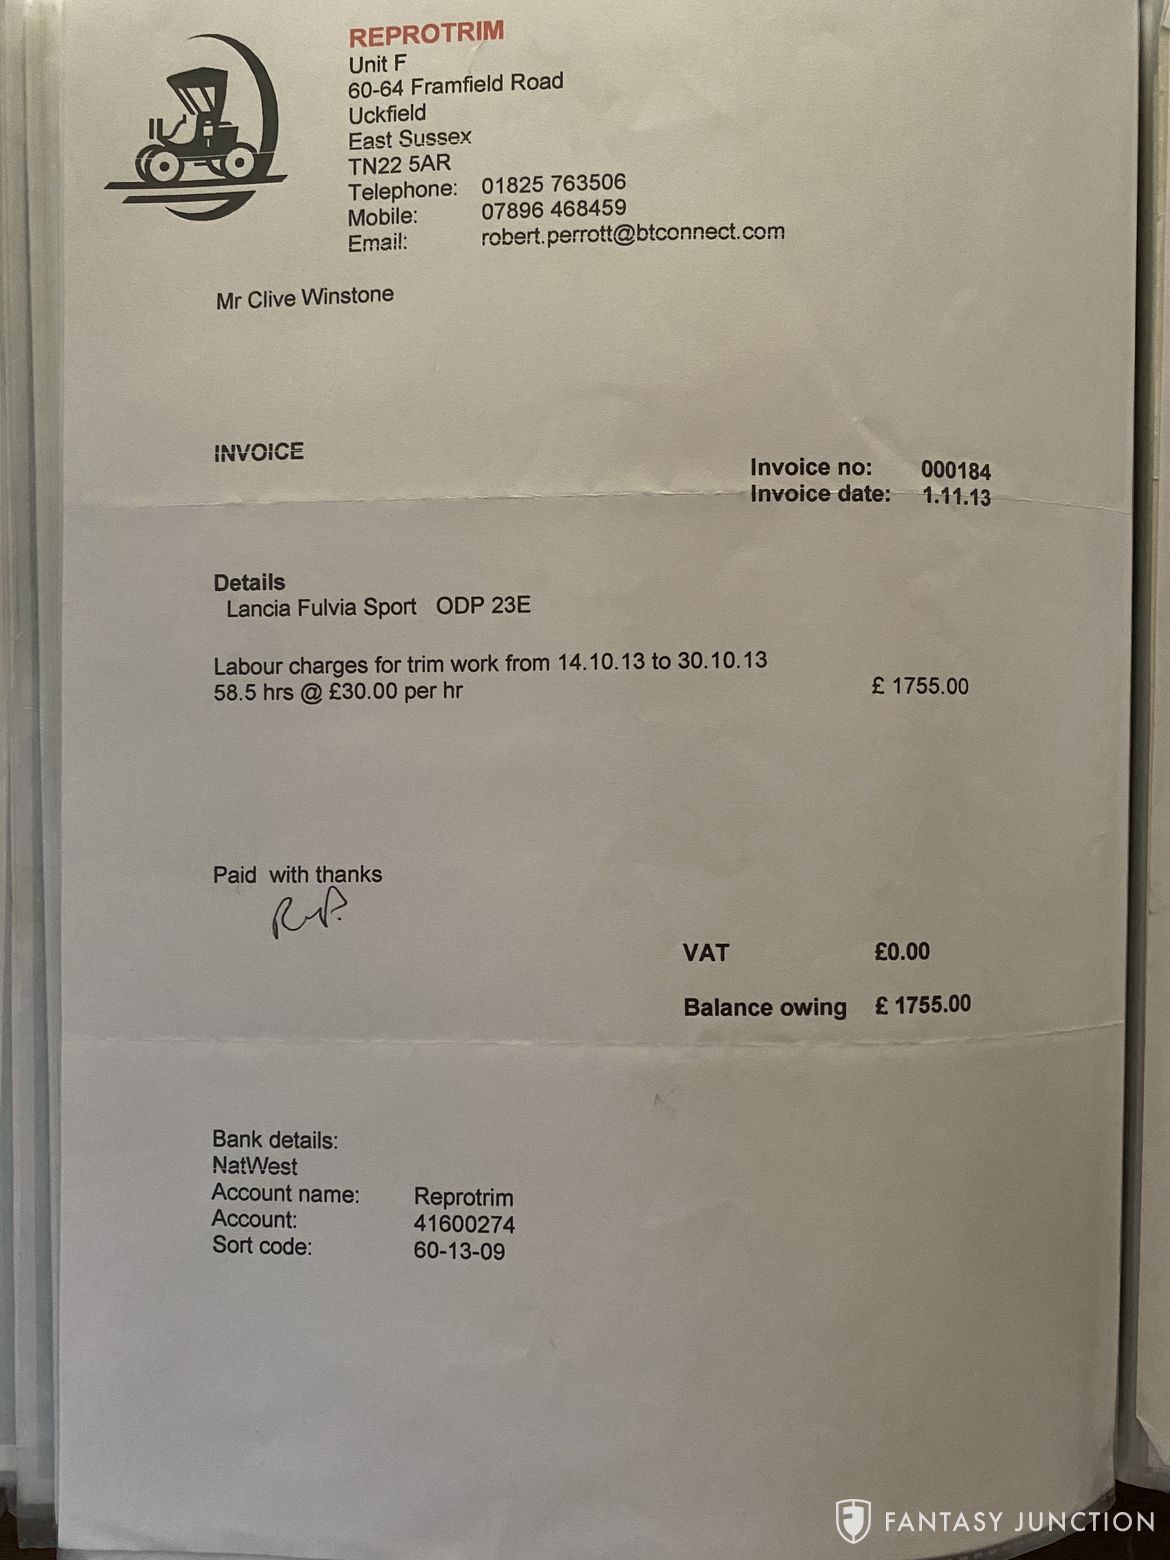 REPROTRIM
Unit F
60-64 Framfield Road
Uckfield
East Sussex
TN22 5AR
Telephone: 01825 763506
Mobile: 07896 468459
Email: robert.perrott@btconnect.com
Mr Clive Winstone
INVOICE
Invoice no: 000184
Invoice date: 1.11.13
Details
Lancia Fulvia Sport ODP 23E
Labour charges for trim work from 14.10.13 to 30.10.13
58.5 hrs @ £30.00 per hr £ 1755.00
Paid with thanks
VAT £0.00
Balance owing £ 1755.00
Bank details:
NatWest
Account name: Reprotrim
Account: 41600274
Sort code: 60-13-09
FANTASY JUNCTION